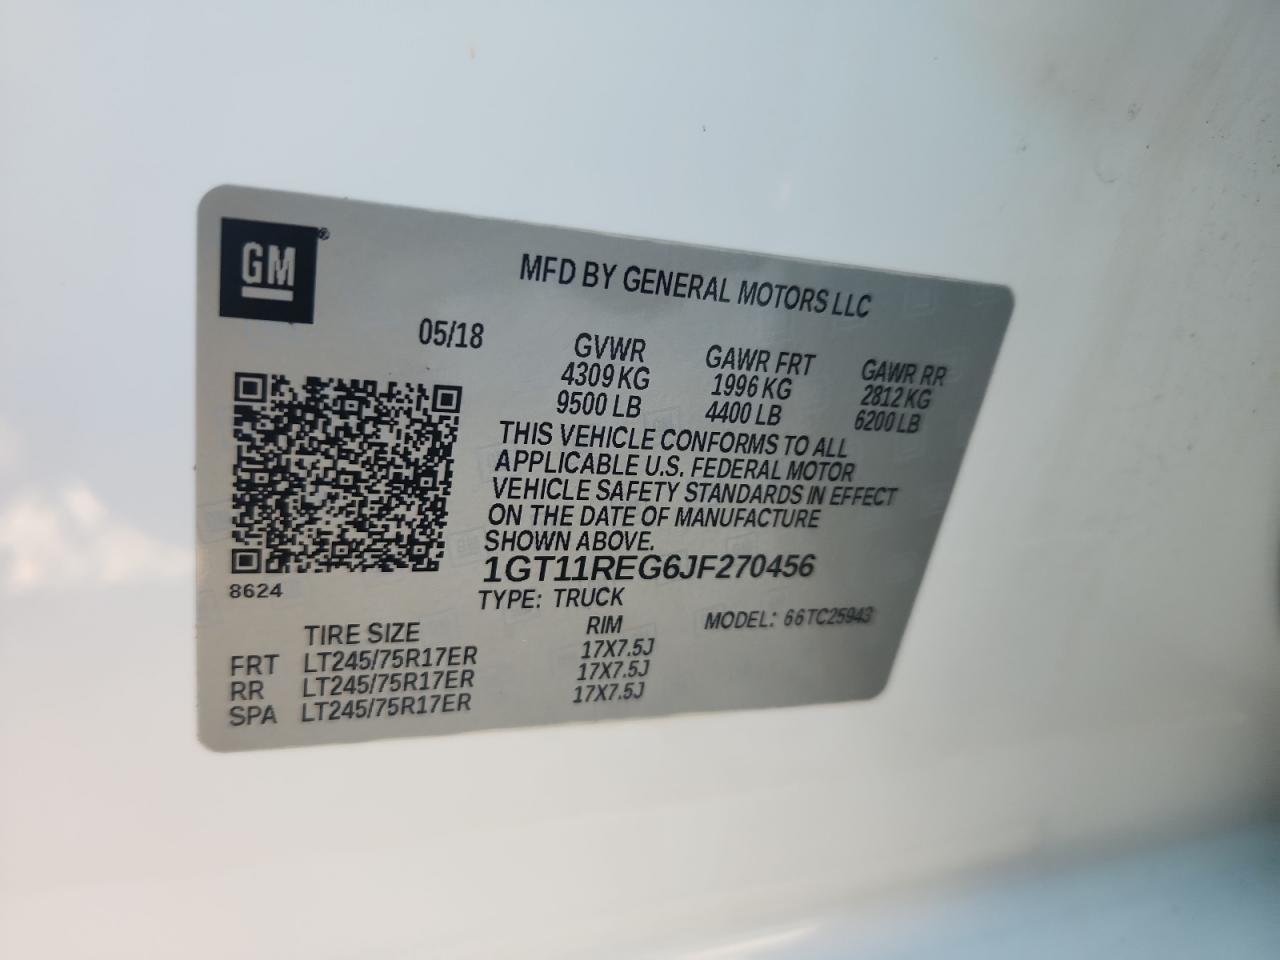 GM®
MFD BY GENERAL MOTORS LLC
05/18
GVWR GAWR FRT GAWR RR
4309 KG 1996 KG 2812 KG
9500 LB 4400 LB 6200 LB
THIS VEHICLE CONFORMS TO ALL
APPLICABLE U.S. FEDERAL MOTOR
VEHICLE SAFETY STANDARDS IN EFFECT
ON THE DATE OF MANUFACTURE
SHOWN ABOVE.
1GT11REG6JF270456
8624
TYPE: TRUCK MODEL: 66TC25943
TIRE SIZE RIM
FRT LT245/75R17ER 17X7.5J
RR LT245/75R17ER 17X7.5J
SPA LT245/75R17ER 17X7.5J